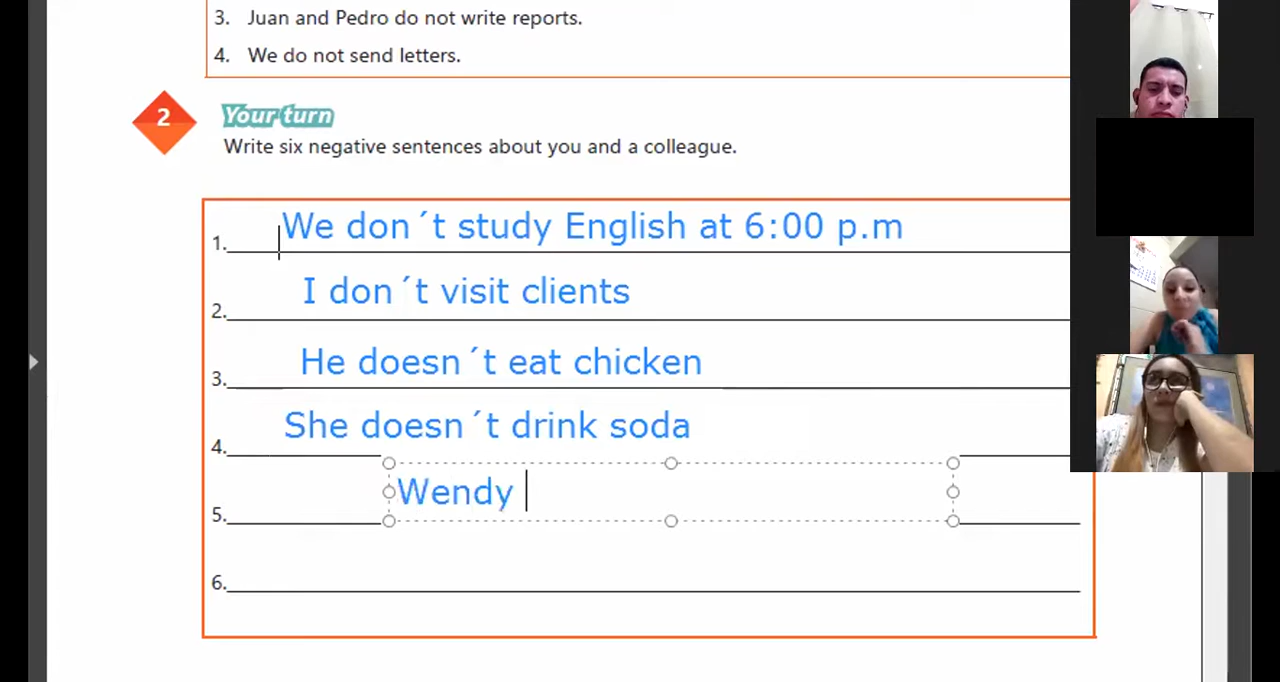 3. Juan and Pedro do not write reports.
4. We do not send letters.
2 Your turn
Write six negative sentences about you and a colleague.
1. We don´t study English at 6:00 p.m
2. I don´t visit clients
3. He doesn´t eat chicken
4. She doesn´t drink soda
5. Wendy
6.